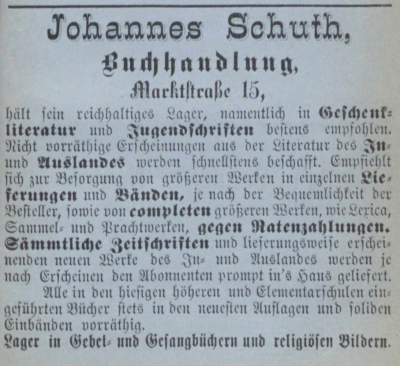 Johannes Schuth,
Buchhandlung,
Marktstraße 15,
hält sein reichhaltiges Lager, namentlich in Geschenk-
literatur und Jugendschriften bestens empfohlen.
Nicht vorräthige Erscheinungen aus der Literatur des In-
und Auslandes werden schnellstens beschafft. Empfiehlt
sich zur Besorgung von größeren Werken in einzelnen Lie-
ferungen und Bänden, je nach der Bequemlichkeit der
Besteller, sowie von completen größeren Werken, wie Lexica,
Sammel- und Prachtwerken, gegen Ratenzahlungen.
Sämmtliche Zeitschriften und lieferungsweise erschei-
nenden neuen Werke des In- und Auslandes werden je
nach Erscheinen den Abonnenten prompt in's Haus geliefert.
Alle in den hiesigen höheren und Elementarschulen ein-
geführten Bücher stets in den neuesten Auflagen und soliden
Einbänden vorräthig.
Lager in Gebet- und Gesangbüchern und religiösen Bildern.